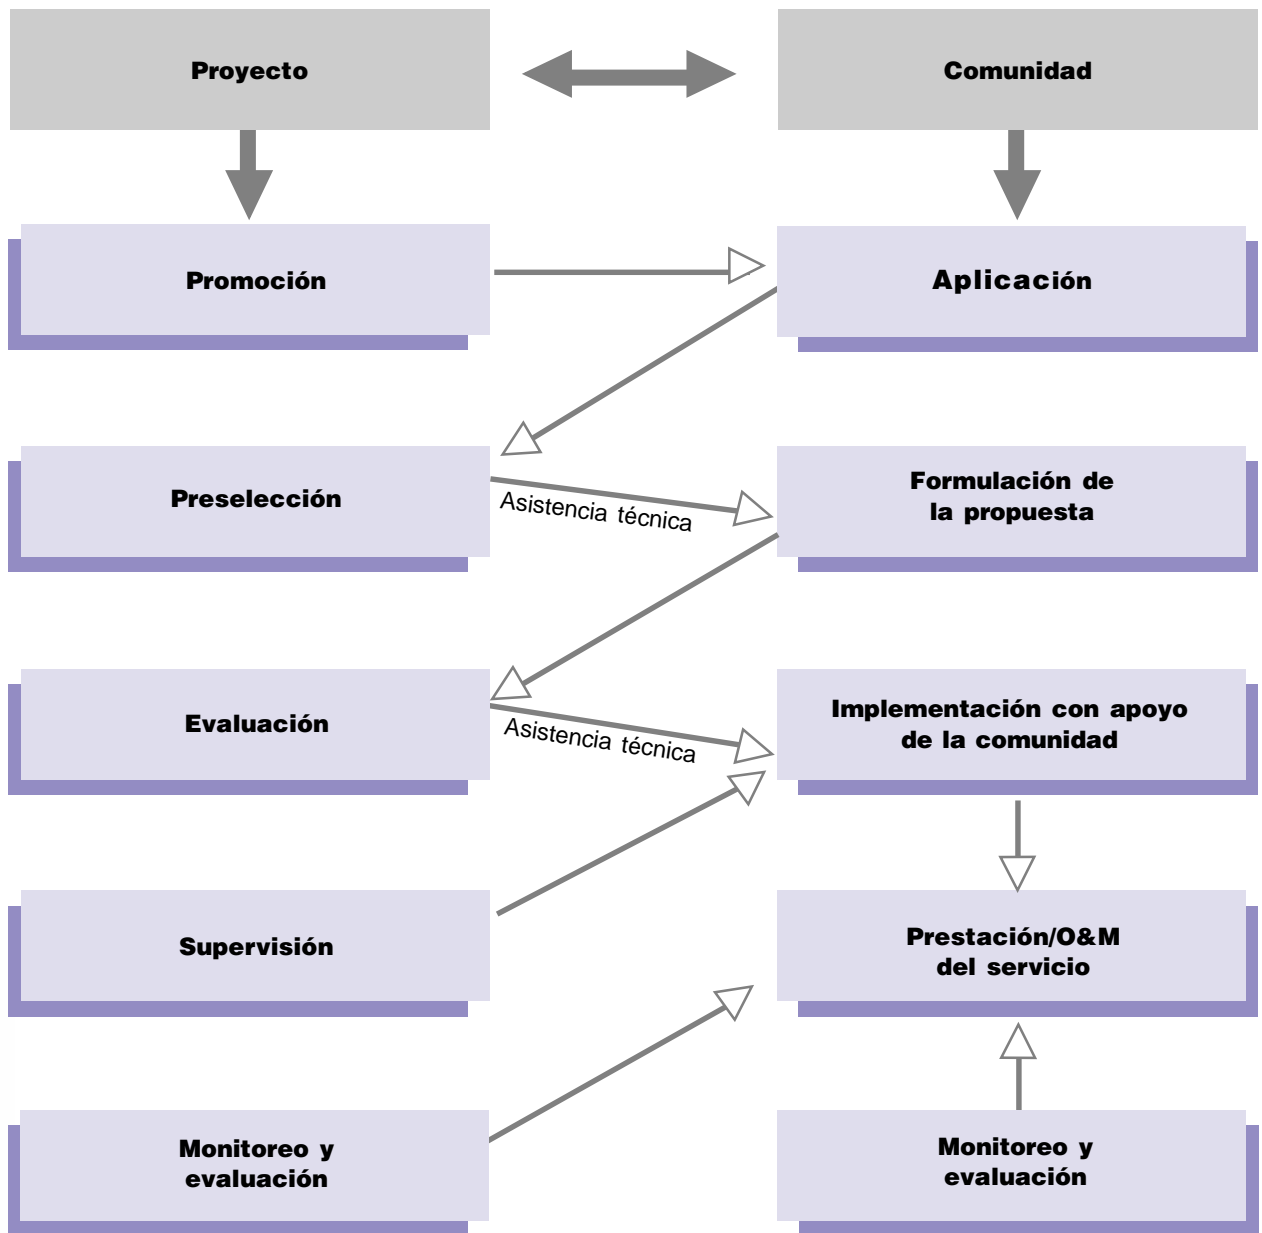 Proyecto
Comunidad
Promoción
Aplicación
Preselección
Asistencia técnica
Formulación de
la propuesta
Evaluación
Asistencia técnica
Implementación con apoyo
de la comunidad
Supervisión
Prestación/O&M
del servicio
Monitoreo y
evaluación
Monitoreo y
evaluación